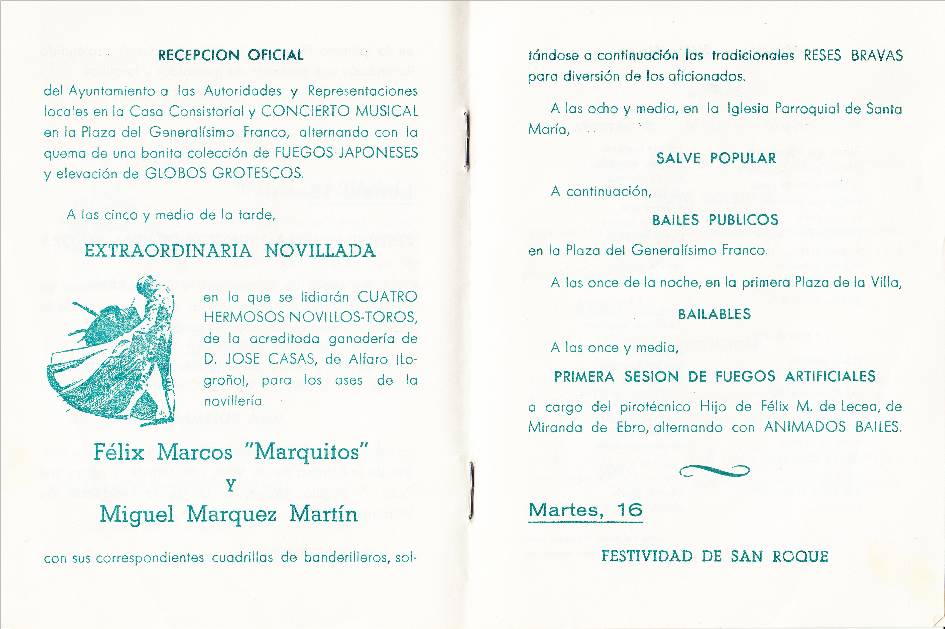 RECEPCION OFICIAL
del Ayuntamiento a las Autoridades y Representaciones
locales en la Casa Consistorial y CONCIERTO MUSICAL
en la Plaza del Generalísimo Franco, alternando con la
quema de una bonita colección de FUEGOS JAPONESES
y elevación de GLOBOS GROTESCOS.
A las cinco y media de la tarde,
EXTRAORDINARIA NOVILLADA
en la que se lidiarán CUATRO
HERMOSOS NOVILLOS-TOROS,
de la acreditada ganadería de
D. JOSE CASAS, de Alfaro (Lo-
groño), para los ases de la
novillería
Félix Marcos "Marquitos"
Y
Miguel Marquez Martín
con sus correspondientes cuadrillas de banderilleros, sol-
tándose a continuación las tradicionales RESES BRAVAS
para diversión de los aficionados.
A las ocho y media, en la Iglesia Parroquial de Santa
María,
SALVE POPULAR
A continuación,
BAILES PUBLICOS
en la Plaza del Generalísimo Franco.
A las once de la noche, en la primera Plaza de la Villa,
BAILABLES
A las once y media,
PRIMERA SESION DE FUEGOS ARTIFICIALES
a cargo del pirotécnico Hijo de Félix M. de Lecea, de
Miranda de Ebro, alternando con ANIMADOS BAILES.
Martes, 16
FESTIVIDAD DE SAN ROQUE